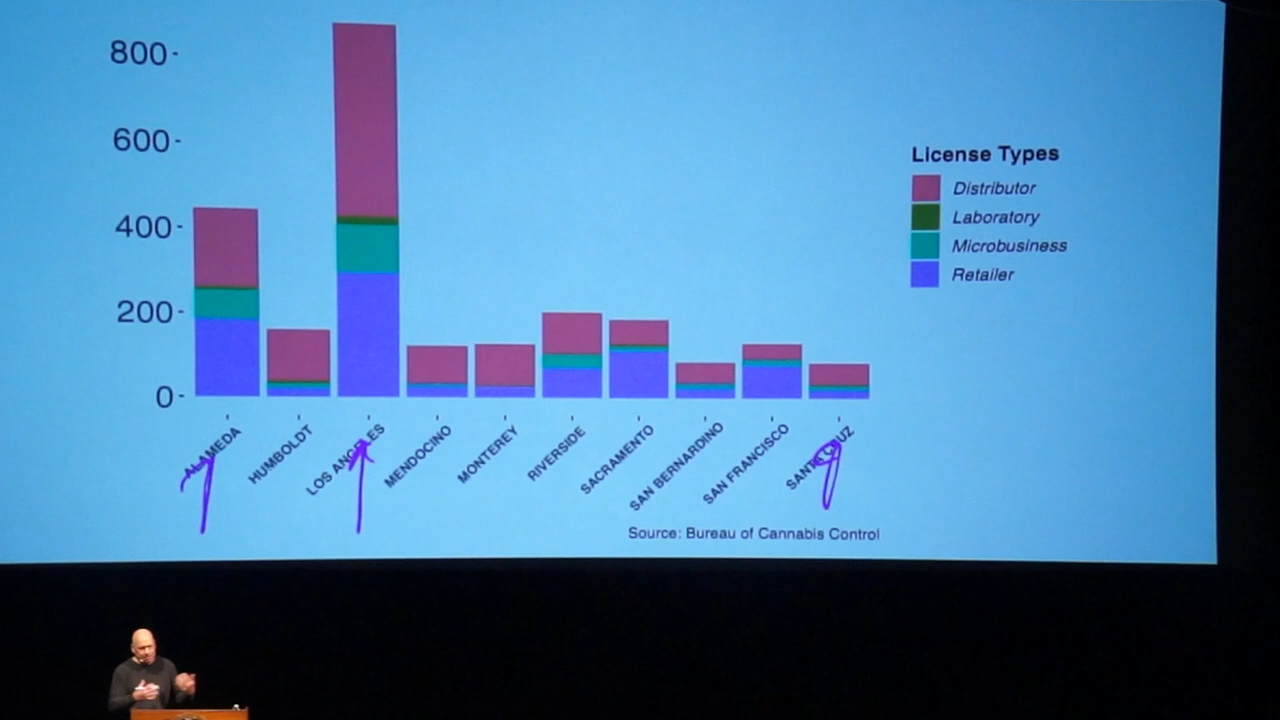 800
600
400
200
0
License Types
Distributor
Laboratory
Microbusiness
Retailer
ALAMEDA
HUMBOLDT
LOS ANGELES
MENDOCINO
MONTEREY
RIVERSIDE
SACRAMENTO
SAN BERNARDINO
SAN FRANCISCO
SANTA CRUZ
Source: Bureau of Cannabis Control